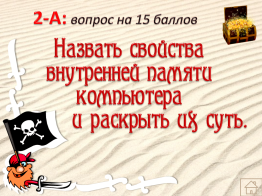 2-А: вопрос на 15 баллов
Назвать свойства
внутренней памяти
компьютера
и раскрыть их суть.